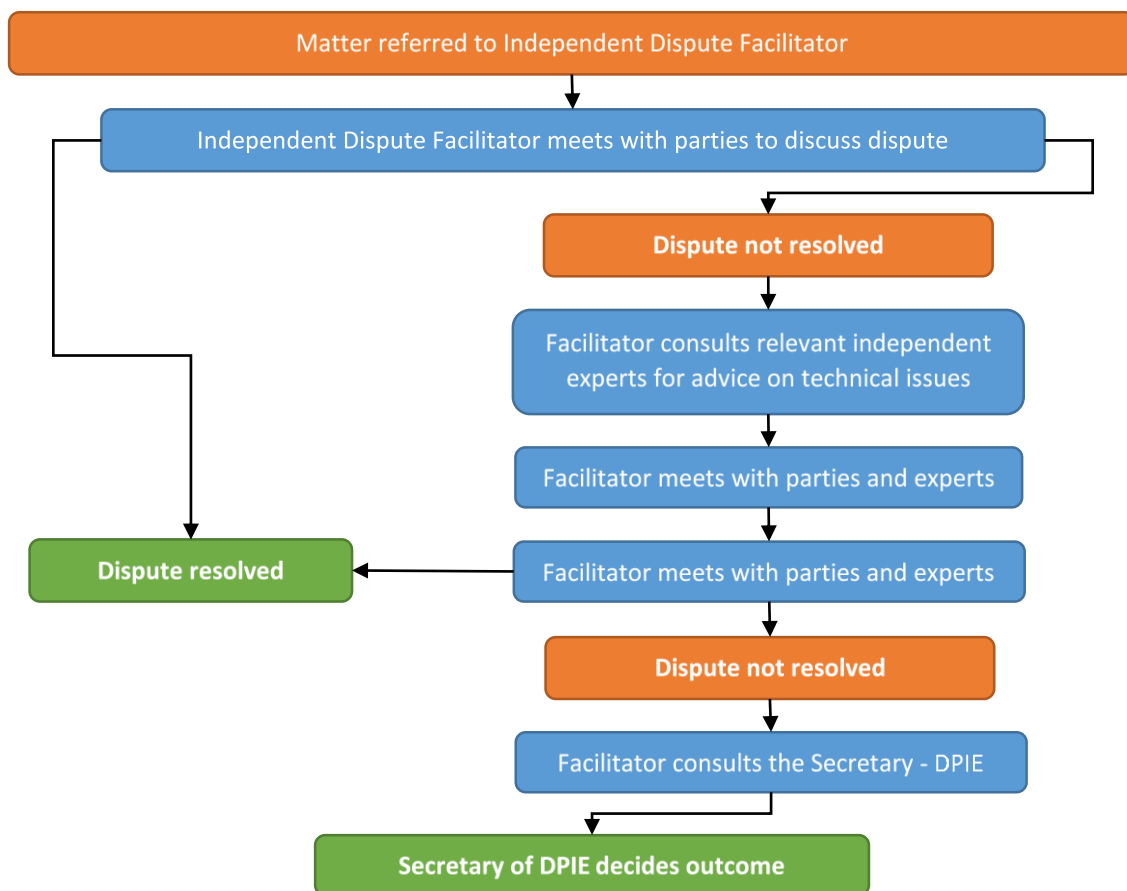 Matter referred to Independent Dispute Facilitator
Independent Dispute Facilitator meets with parties to discuss dispute
Dispute not resolved
Facilitator consults relevant independent
experts for advice on technical issues
Facilitator meets with parties and experts
Dispute resolved
Facilitator meets with parties and experts
Dispute not resolved
Facilitator consults the Secretary - DPIE
Secretary of DPIE decides outcome